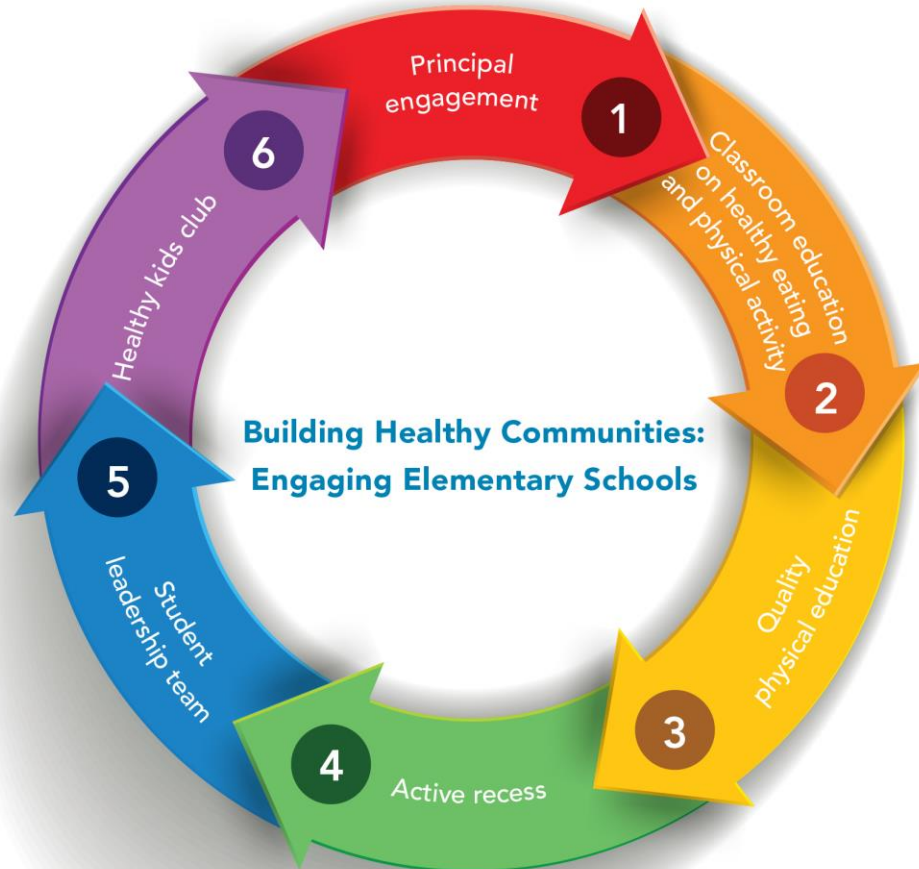 Principal
engagement
1
Classroom education
on healthy eating
and physical activity
2
Quality
physical education
3
Active recess
4
Student
leadership team
5
Healthy kids club
6
Building Healthy Communities:
Engaging Elementary Schools